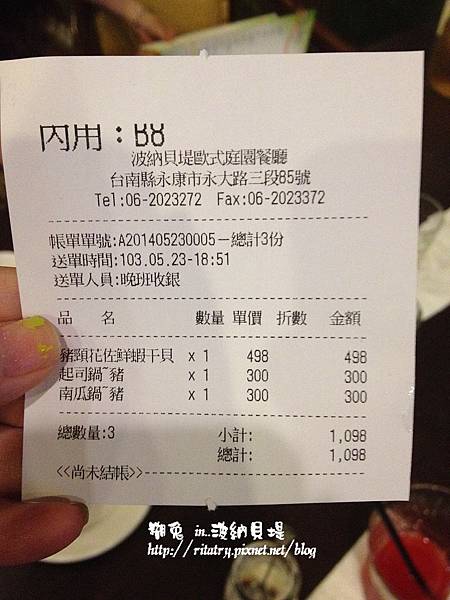 內用：B8
波納貝堤歐式庭園餐廳
台南縣永康市永大路三段85號
Tel:06-2023272 Fax:06-2023372
帳單單號:A201405230005－總計3份
送單時間:103.05.23-18:51
送單人員:晚班收銀
品 名 數量 單價 折數 金額
豬頸花佐鮮蝦干貝 x 1 498 498
起司鍋~豬 x 1 300 300
南瓜鍋~豬 x 1 300 300
總數量:3 小計: 1,098
總計: 1,098
<<尚未結帳>>
翔兔 in..波納貝堤
http://ritatry.pixnet.net/blog